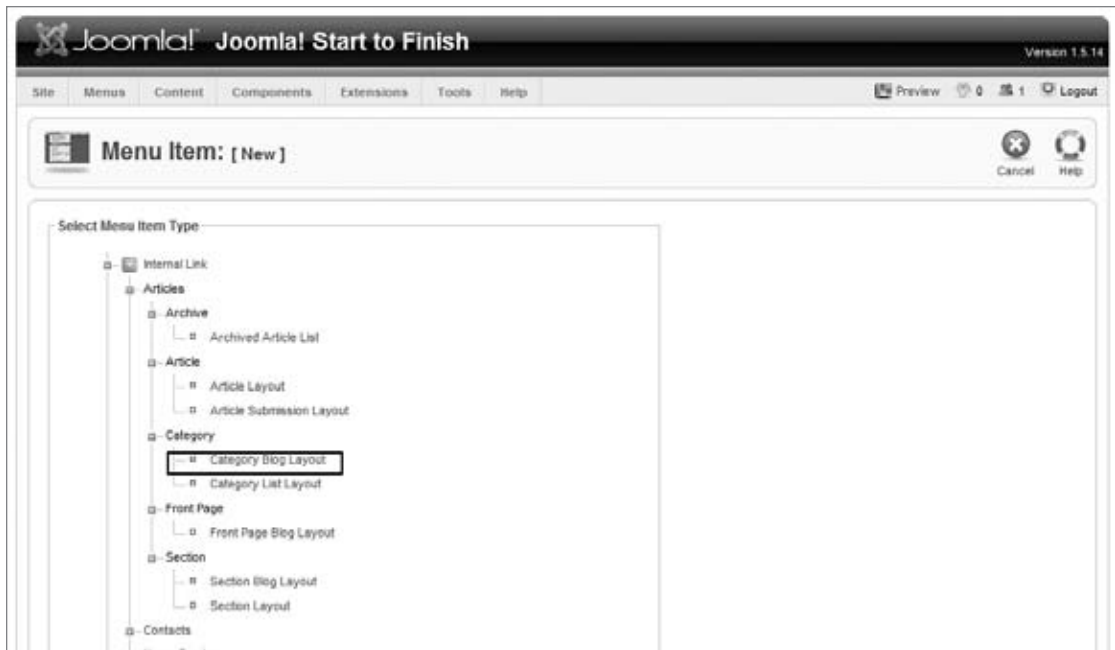 Joomla! Joomla! Start to Finish
Version 1.5.14
Site Menus Content Components Extensions Tools Help Preview 0 1 Logout
Menu Item: [ New ]
Cancel Help
Select Menu Item Type
Internal Link
Articles
Archive
Archived Article List
Article
Article Layout
Article Submission Layout
Category
Category Blog Layout
Category List Layout
Front Page
Front Page Blog Layout
Section
Section Blog Layout
Section Layout
Contacts